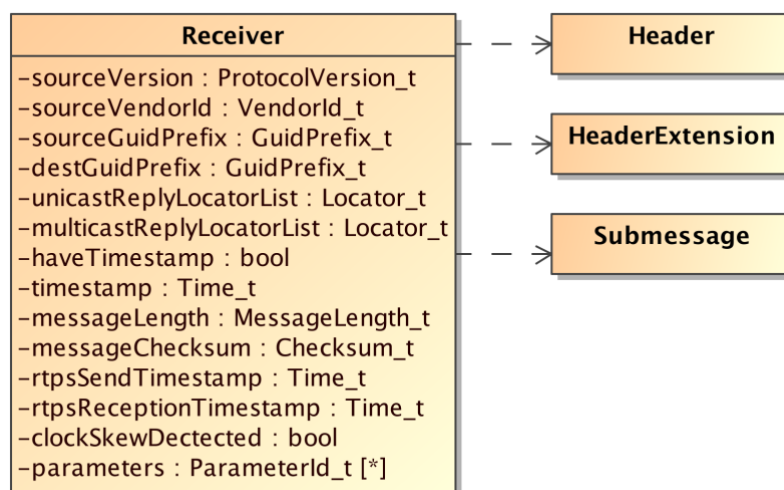 Receiver
-sourceVersion : ProtocolVersion_t
-sourceVendorId : VendorId_t
-sourceGuidPrefix : GuidPrefix_t
-destGuidPrefix : GuidPrefix_t
-unicastReplyLocatorList : Locator_t
-multicastReplyLocatorList : Locator_t
-haveTimestamp : bool
-timestamp : Time_t
-messageLength : MessageLength_t
-messageChecksum : Checksum_t
-rtpsSendTimestamp : Time_t
-rtpsReceptionTimestamp : Time_t
-clockSkewDectected : bool
-parameters : ParameterId_t [*]
Header
HeaderExtension
Submessage